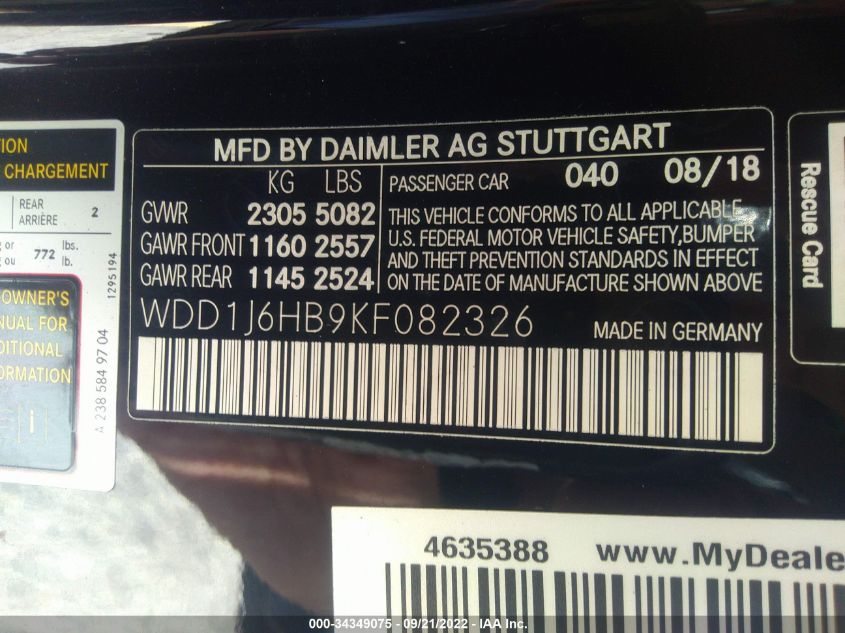 TION
CHARGEMENT
REAR
ARRIÈRE 2
g or
g ou
772 lbs.
lb.
1295194
OWNER'S
NUAL FOR
DITIONAL
ORMATION
i
A 238 584 97 04
MFD BY DAIMLER AG STUTTGART
KG LBS
GVWR 2305 5082
GAWR FRONT 1160 2557
GAWR REAR 1145 2524
PASSENGER CAR 040 08/18
THIS VEHICLE CONFORMS TO ALL APPLICABLE
U.S. FEDERAL MOTOR VEHICLE SAFETY,BUMPER
AND THEFT PREVENTION STANDARDS IN EFFECT
ON THE DATE OF MANUFACTURE SHOWN ABOVE
WDD1J6HB9KF082326 MADE IN GERMANY
Rescue Card
4635388 www.MyDeale
000-34349075 - 09/21/2022 - IAA Inc.